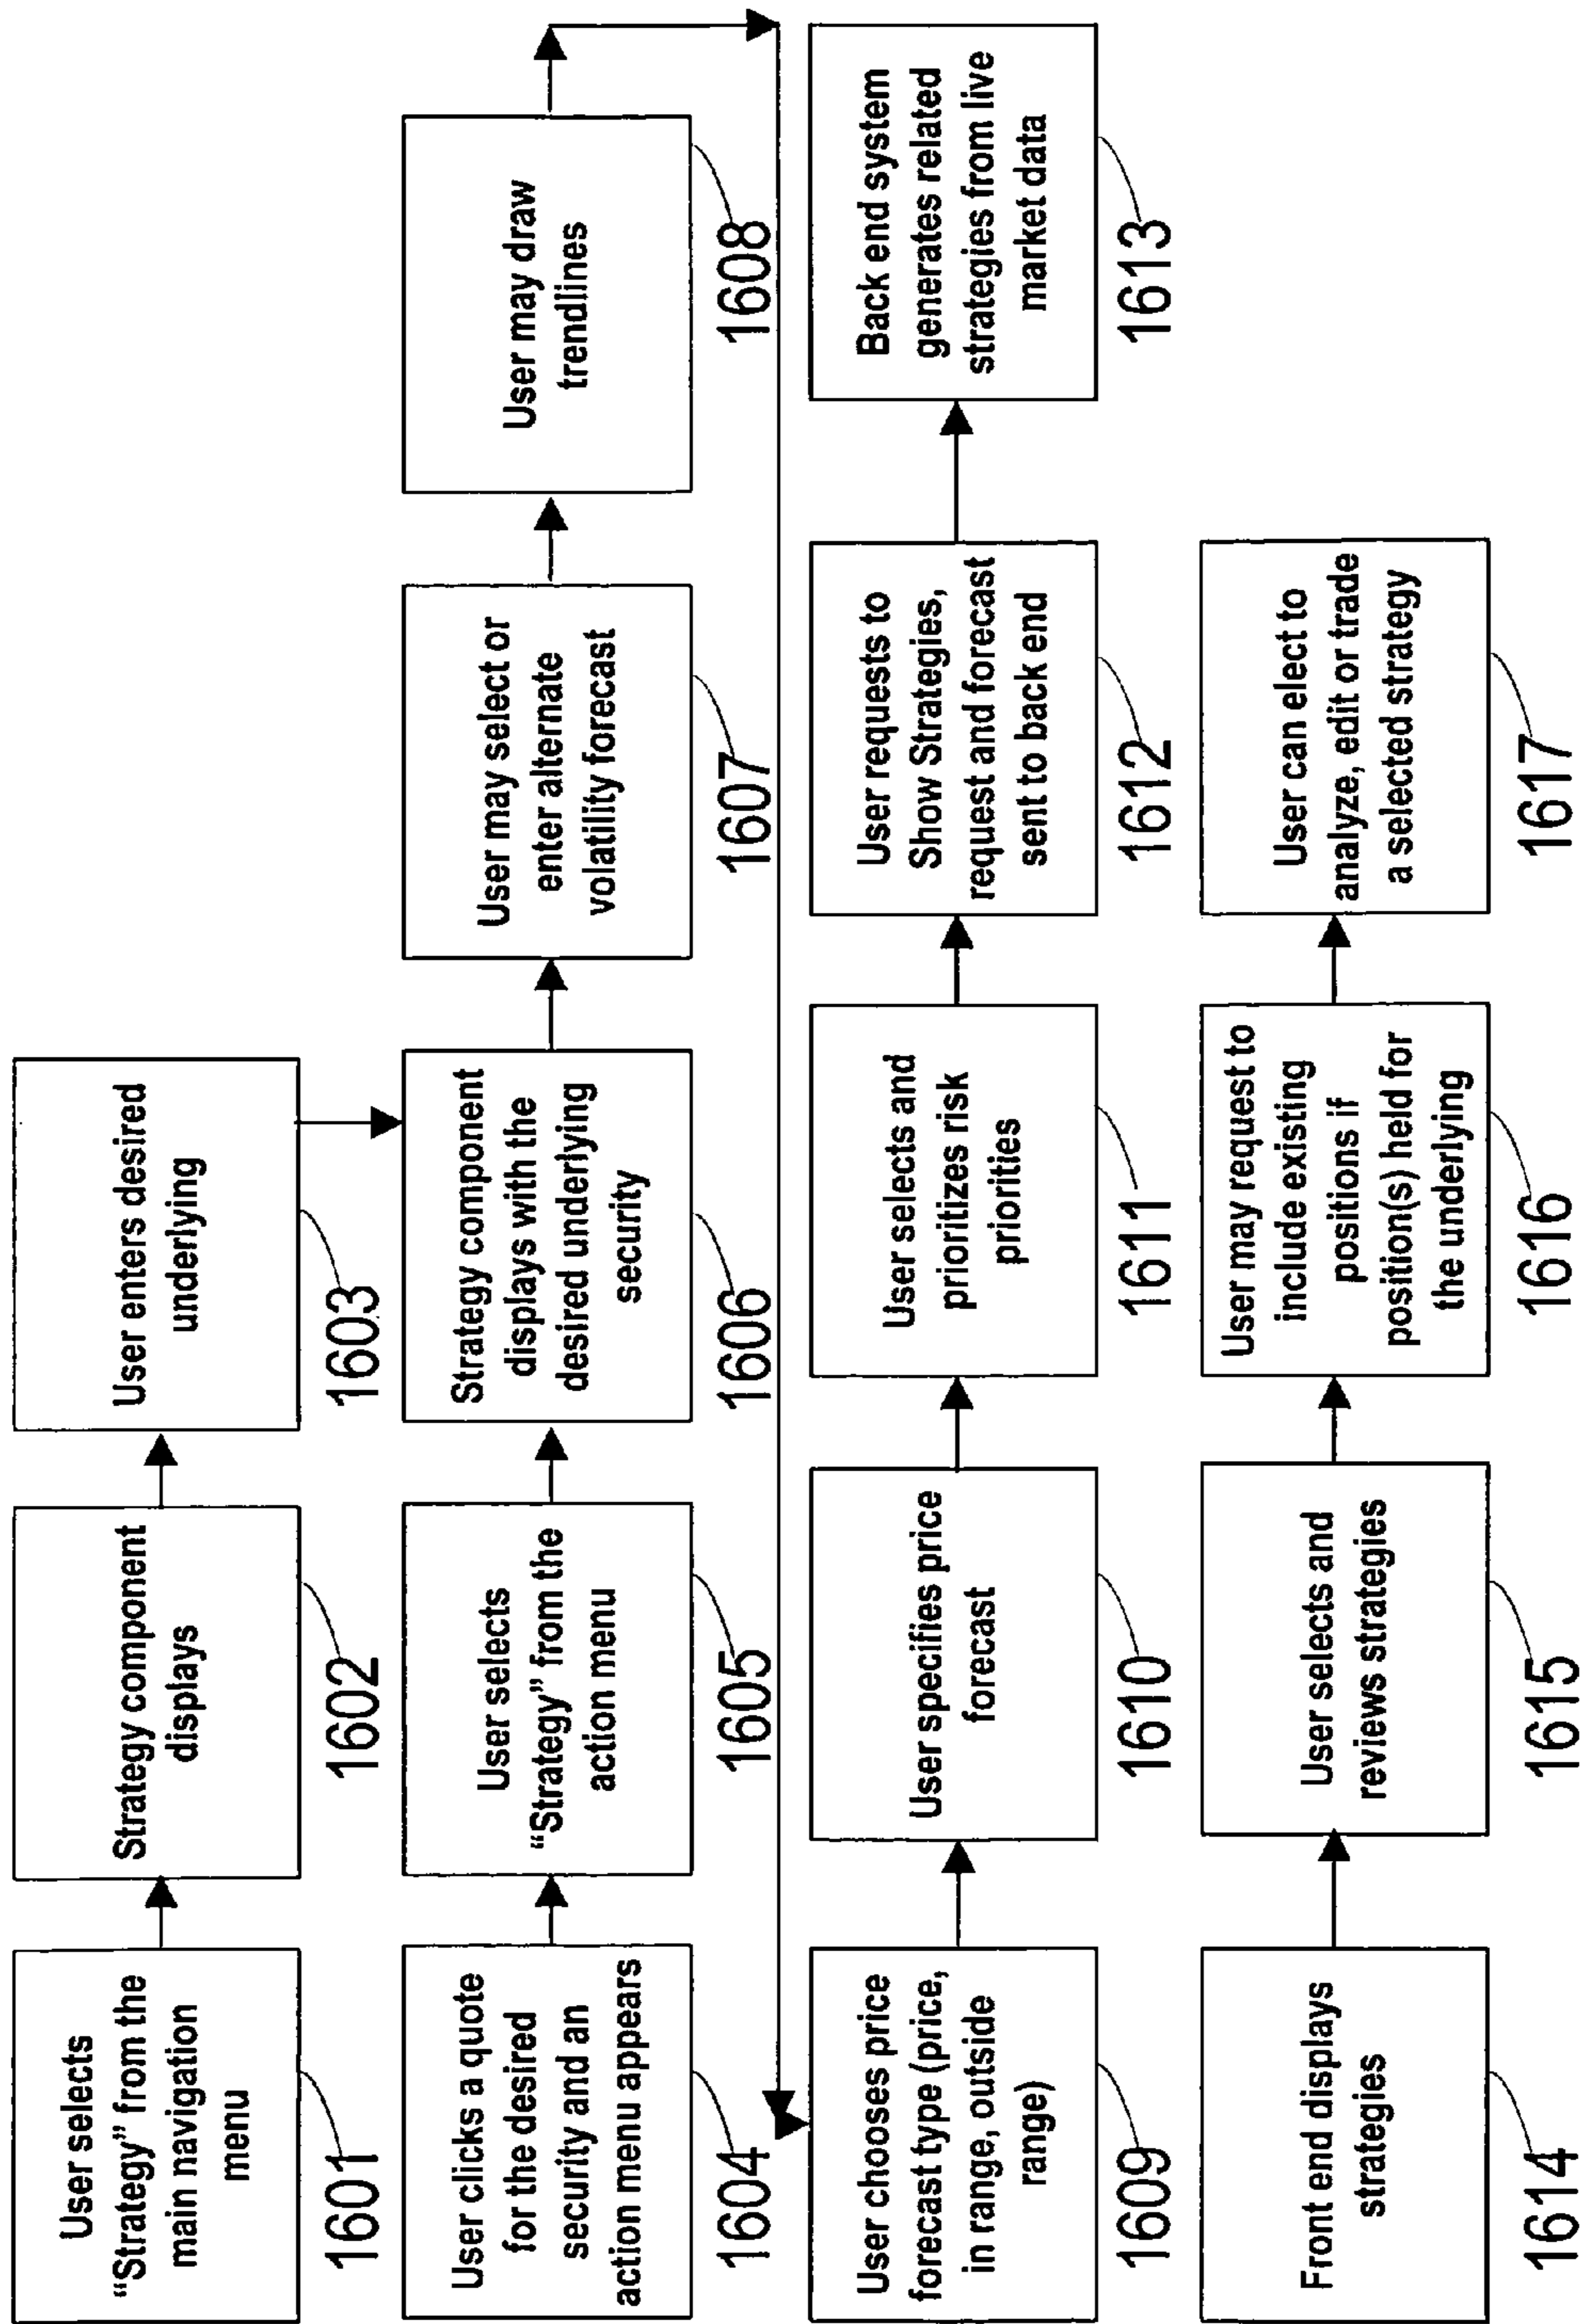 User selects
“Strategy” from the
main navigation
menu
1601
Strategy component
displays
1602
User enters desired
underlying
1603
User clicks a quote
for the desired
security and an
action menu appears
1604
User selects
“Strategy” from the
action menu
1605
Strategy component
displays with the
desired underlying
security
1606
User may select or
enter alternate
volatility forecast
1607
User may draw
trendlines
1608
User chooses price
forecast type (price,
in range, outside
range)
1609
User specifies price
forecast
1610
User selects and
prioritizes risk
priorities
1611
User requests to
Show Strategies,
request and forecast
sent to back end
1612
Back end system
generates related
strategies from live
market data
1613
Front end displays
strategies
1614
User selects and
reviews strategies
1615
User may request to
include existing
positions if
position(s) held for
the underlying
1616
User can elect to
analyze, edit or trade
a selected strategy
1617